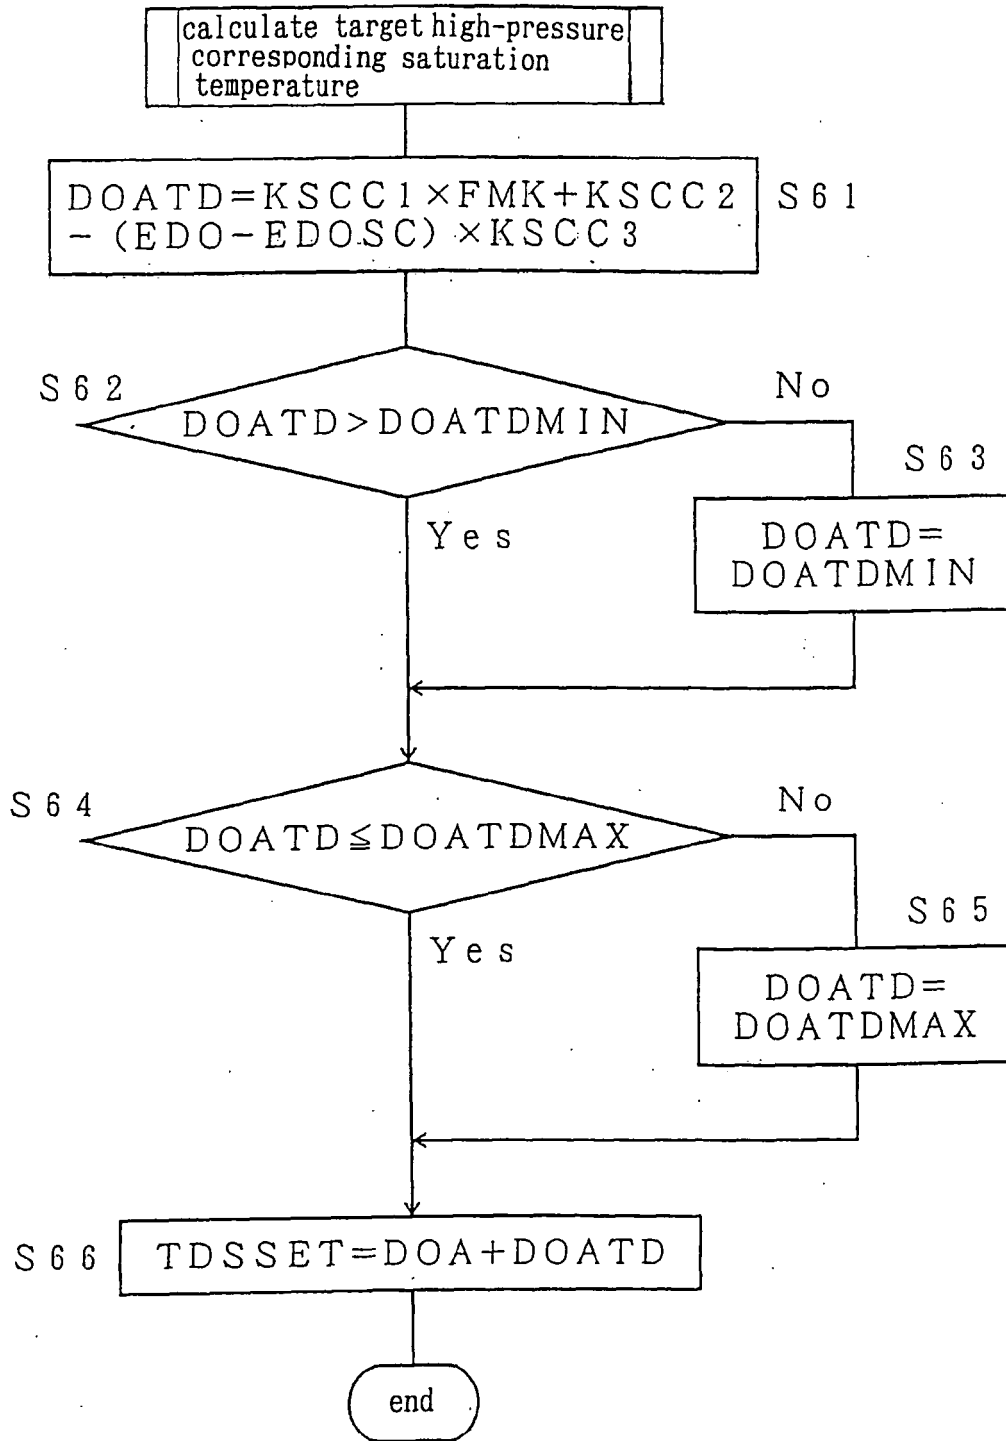 calculate target high-pressure
corresponding saturation
temperature
DOATD=KSCC1×FMK+KSCC2
-(EDO-EDOSC)×KSCC3
S61
S62
DOATD>DOATDMIN
No
Yes
S63
DOATD=
DOATDMIN
S64
DOATD≦DOATDMAX
No
Yes
S65
DOATD=
DOATDMAX
S66
TDSSET=DOA+DOATD
end